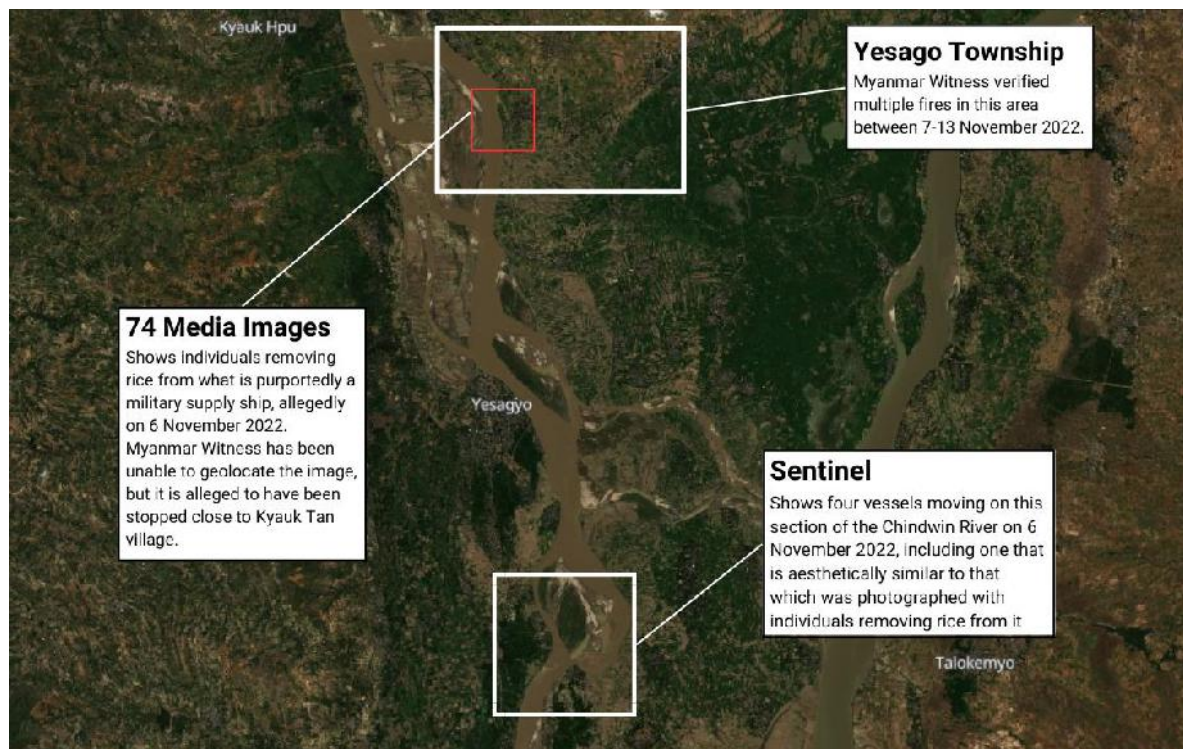 Kyauk Hpu
Yesago Township
Myanmar Witness verified
multiple fires in this area
between 7-13 November 2022.
74 Media Images
Shows individuals removing
rice from what is purportedly a
military supply ship, allegedly
on 6 November 2022.
Myanmar Witness has been
unable to geolocate the image,
but it is alleged to have been
stopped close to Kyauk Tan
village.
Yesagyo
Sentinel
Shows four vessels moving on this
section of the Chindwin River on 6
November 2022, including one that
is aesthetically similar to that
which was photographed with
individuals removing rice from it
Talokemyo